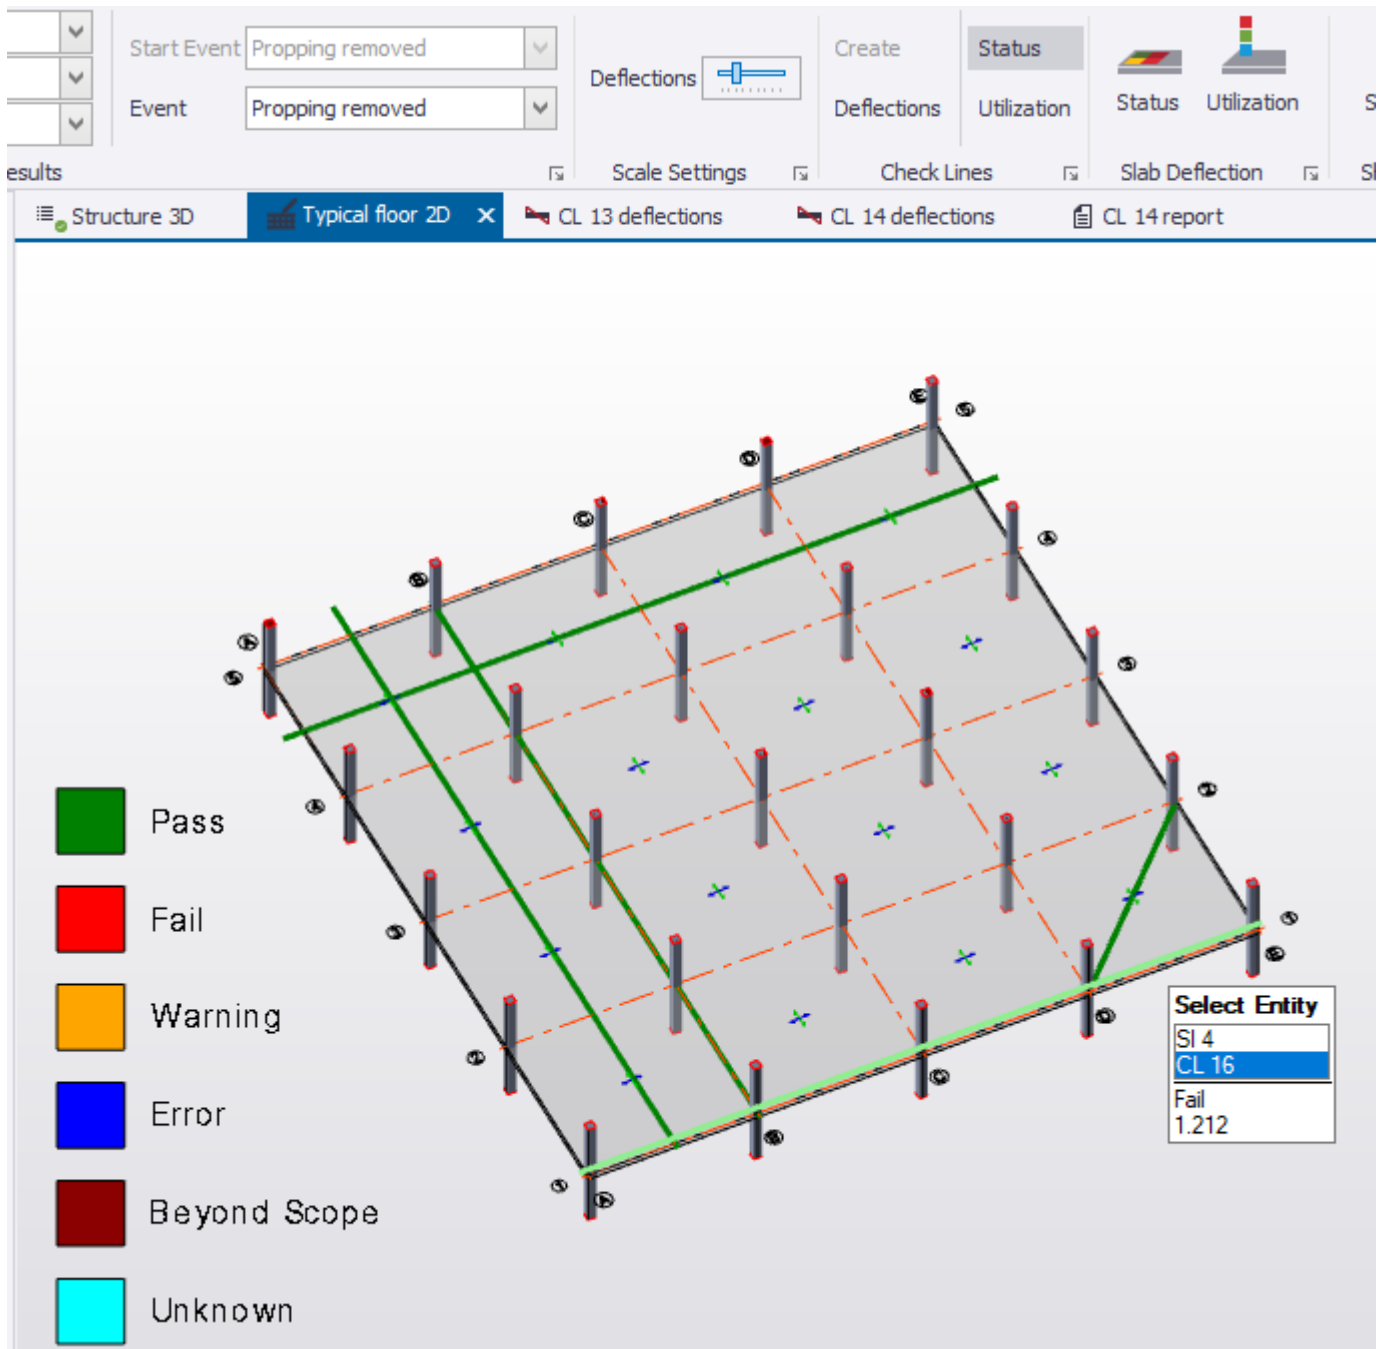 Start Event Propping removed
Event Propping removed
Deflections
Create
Deflections
Status
Utilization
Status Utilization
esults
Scale Settings
Check Lines
Slab Deflection
Structure 3D
Typical floor 2D
CL 13 deflections
CL 14 deflections
CL 14 report
Pass
Fail
Warning
Error
Beyond Scope
Unknown
Select Entity
SI 4
CL 16
Fail
1.212